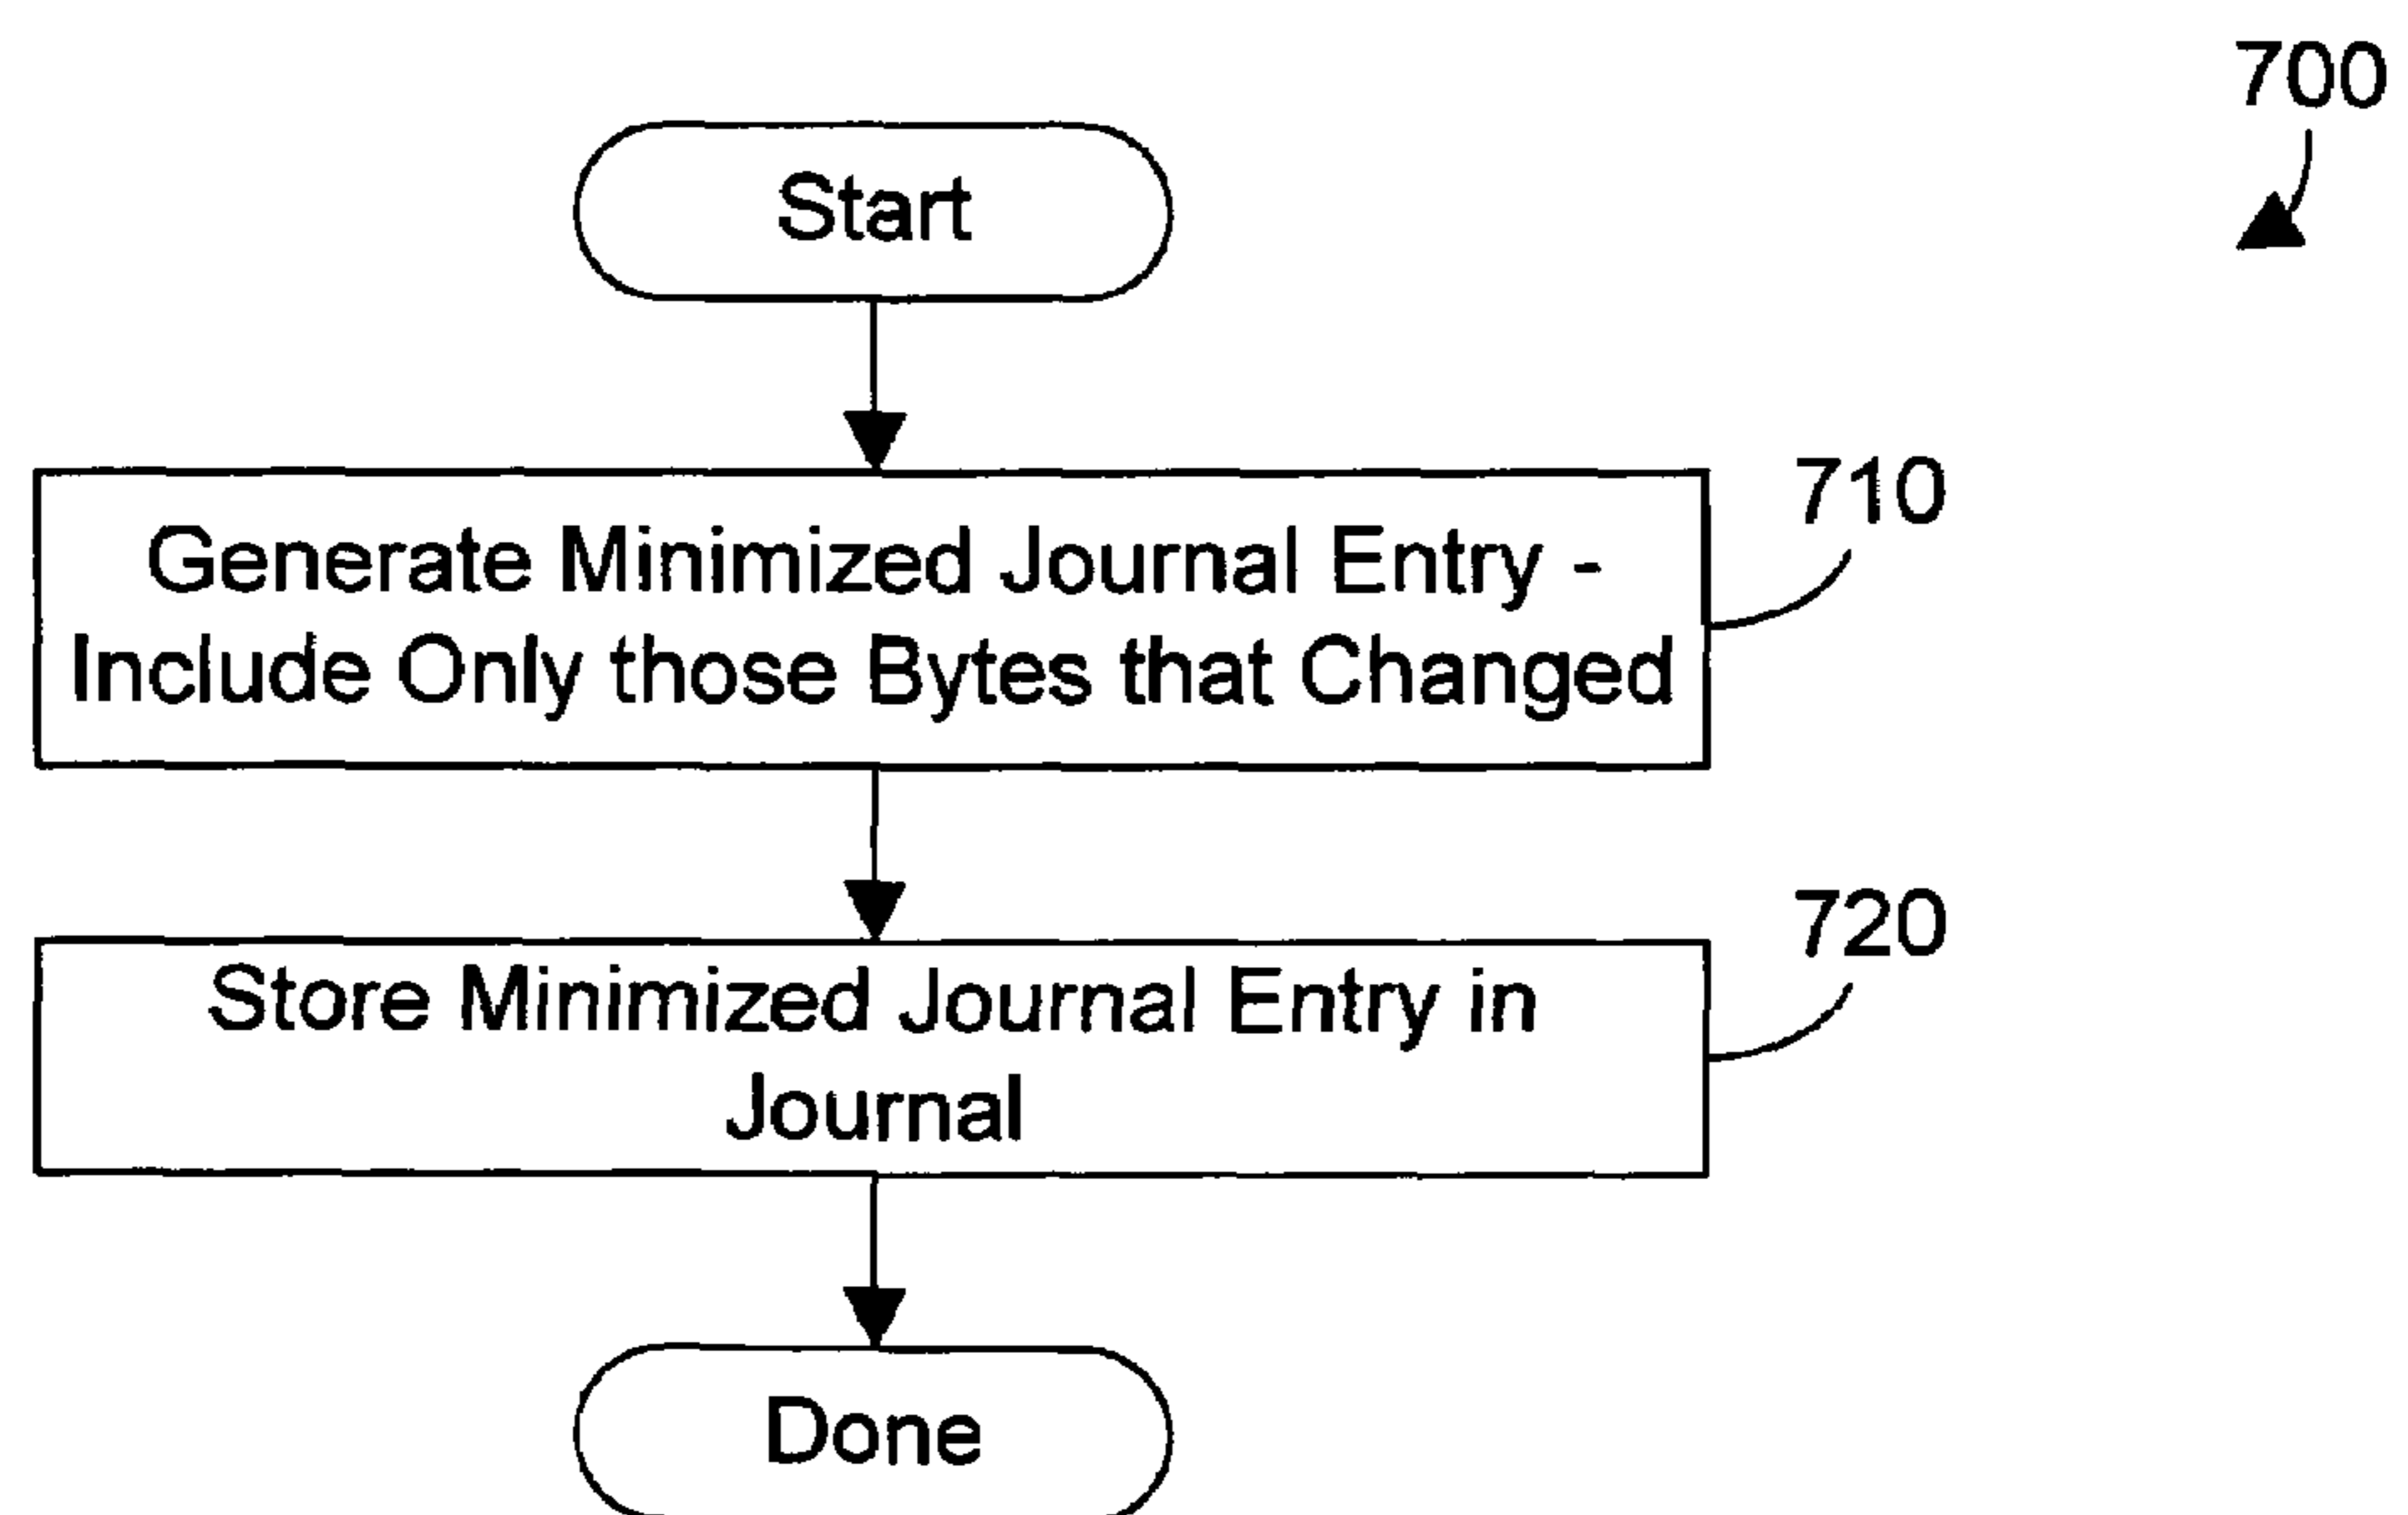 700
Start
710
Generate Minimized Journal Entry -
Include Only those Bytes that Changed
720
Store Minimized Journal Entry in
Journal
Done